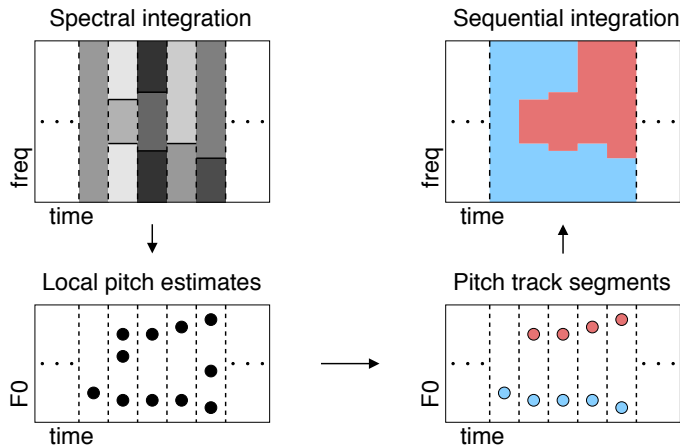 Spectral integration
Sequential integration
freq
. . .
. . .
time
freq
. . .
. . .
time
Local pitch estimates
Pitch track segments
F0
. . .
. . .
time
F0
. . .
. . .
time